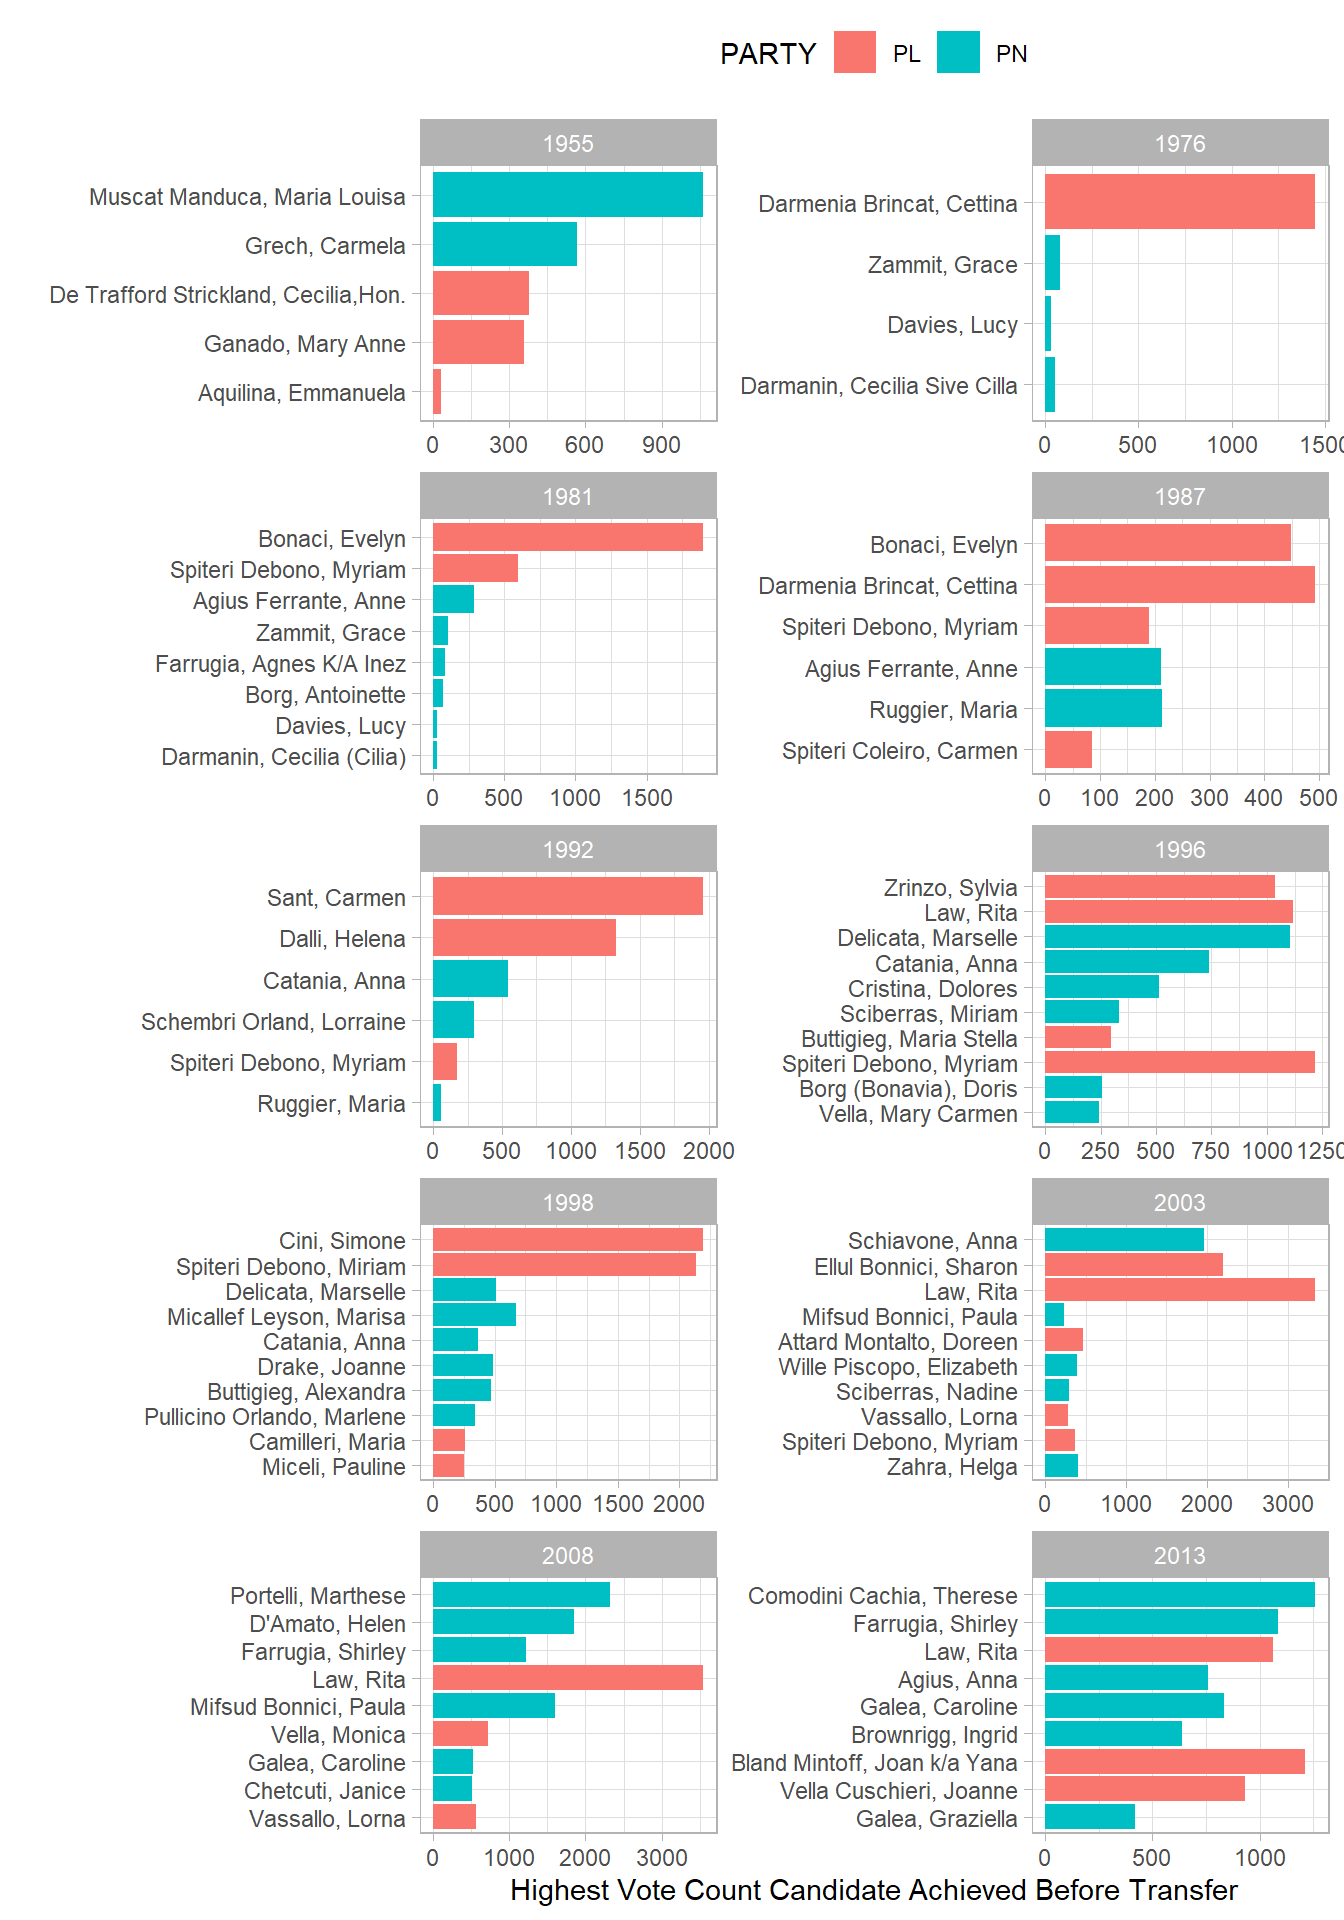 PARTY PL PN
1955
Muscat Manduca, Maria Louisa
Grech, Carmela
De Trafford Strickland, Cecilia,Hon.
Ganado, Mary Anne
Aquilina, Emmanuela
0 300 600 900
1976
Darmenia Brincat, Cettina
Zammit, Grace
Davies, Lucy
Darmanin, Cecilia Sive Cilla
0 500 1000 1500
1981
Bonaci, Evelyn
Spiteri Debono, Myriam
Agius Ferrante, Anne
Zammit, Grace
Farrugia, Agnes K/A Inez
Borg, Antoinette
Davies, Lucy
Darmanin, Cecilia (Cilia)
0 500 1000 1500
1987
Bonaci, Evelyn
Darmenia Brincat, Cettina
Spiteri Debono, Myriam
Agius Ferrante, Anne
Ruggier, Maria
Spiteri Coleiro, Carmen
0 100 200 300 400 500
1992
Sant, Carmen
Dalli, Helena
Catania, Anna
Schembri Orland, Lorraine
Spiteri Debono, Myriam
Ruggier, Maria
0 500 1000 1500 2000
1996
Zrinzo, Sylvia
Law, Rita
Delicata, Marselle
Catania, Anna
Cristina, Dolores
Sciberras, Miriam
Buttigieg, Maria Stella
Spiteri Debono, Myriam
Borg (Bonavia), Doris
Vella, Mary Carmen
0 250 500 750 1000 1250
1998
Cini, Simone
Spiteri Debono, Miriam
Delicata, Marselle
Micallef Leyson, Marisa
Catania, Anna
Drake, Joanne
Buttigieg, Alexandra
Pullicino Orlando, Marlene
Camilleri, Maria
Miceli, Pauline
0 500 1000 1500 2000
2003
Schiavone, Anna
Ellul Bonnici, Sharon
Law, Rita
Mifsud Bonnici, Paula
Attard Montalto, Doreen
Wille Piscopo, Elizabeth
Sciberras, Nadine
Vassallo, Lorna
Spiteri Debono, Myriam
Zahra, Helga
0 1000 2000 3000
2008
Portelli, Marthese
D'Amato, Helen
Farrugia, Shirley
Law, Rita
Mifsud Bonnici, Paula
Vella, Monica
Galea, Caroline
Chetcuti, Janice
Vassallo, Lorna
0 1000 2000 3000
2013
Comodini Cachia, Therese
Farrugia, Shirley
Law, Rita
Agius, Anna
Galea, Caroline
Brownrigg, Ingrid
Bland Mintoff, Joan k/a Yana
Vella Cuschieri, Joanne
Galea, Graziella
0 500 1000
Highest Vote Count Candidate Achieved Before Transfer